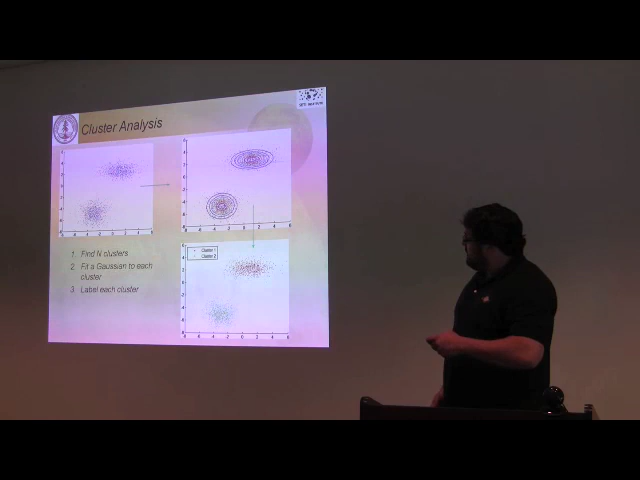 Cluster Analysis
1. Find N clusters
2. Fit a Gaussian to each
cluster
3. Label each cluster
Cluster 1
Cluster 2